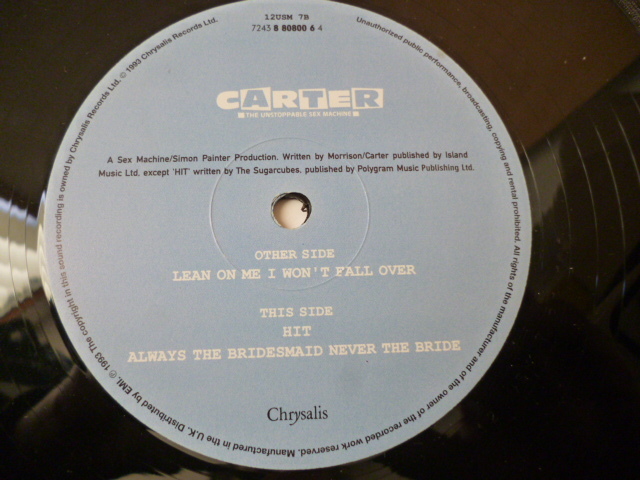 12USM 7B
7243 8 80800 6 4
CARTER
THE UNSTOPPABLE SEX MACHINE
A Sex Machine/Simon Painter Production. Written by Morrison/Carter published by Island
Music Ltd. except 'HIT' written by The Sugarcubes. published by Polygram Music Publishing Ltd.
OTHER SIDE
LEAN ON ME I WON'T FALL OVER
THIS SIDE
HIT
ALWAYS THE BRIDESMAID NEVER THE BRIDE
Chrysalis
Unauthorized public performance, broadcasting, copying and rental prohibited. All rights of the manufacturer and of the owner of the recorded work reserved. Manufactured in the U.K. Distributed by EMI. ℗ 1993 The copyright in this sound recording is owned by Chrysalis Records Ltd. © 1993 Chrysalis Records Ltd.